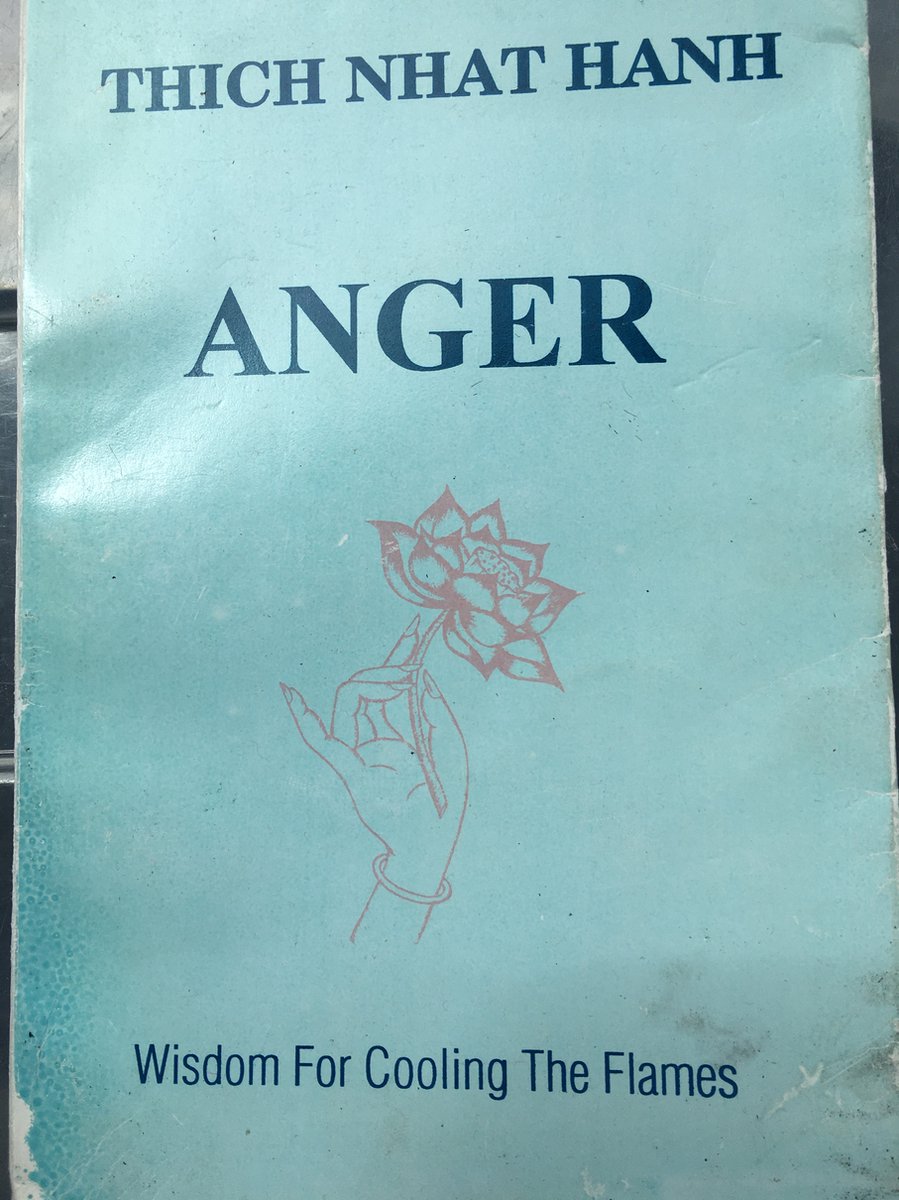 THICH NHAT HANH
ANGER
Wisdom For Cooling The Flames